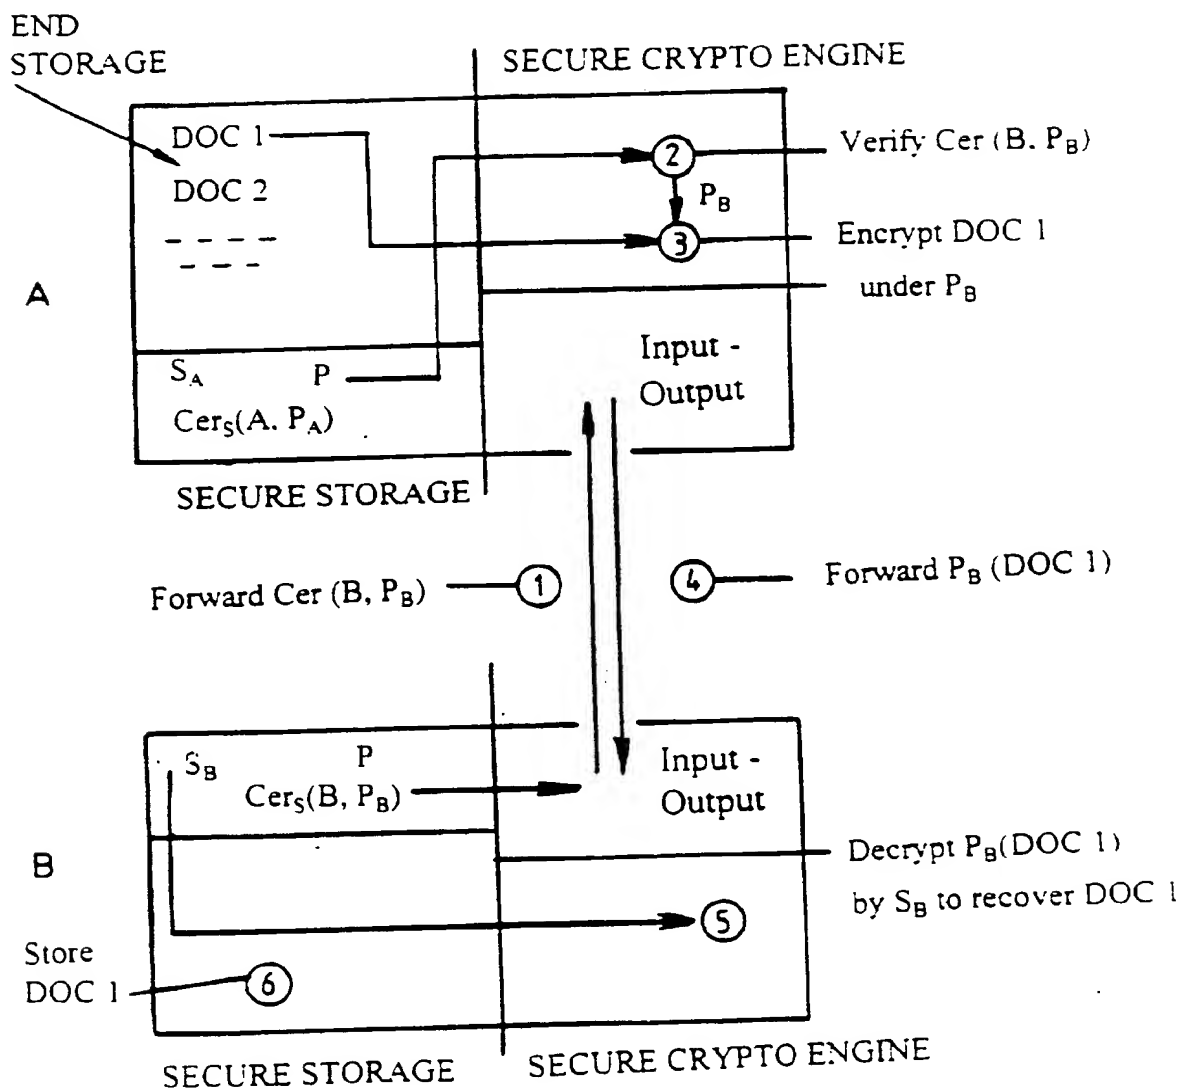 END
STORAGE
SECURE CRYPTO ENGINE
DOC 1
DOC 2
2
Verify Cer (B. P_B)
P_B
3
Encrypt DOC 1
under P_B
A
S_A P
Cer_S(A. P_A)
Input -
Output
SECURE STORAGE
Forward Cer (B, P_B)
1
4
Forward P_B (DOC 1)
S_B P
Cer_S(B, P_B)
Input -
Output
B
Decrypt P_B(DOC 1)
by S_B to recover DOC 1
5
Store
DOC 1
6
SECURE STORAGE
SECURE CRYPTO ENGINE